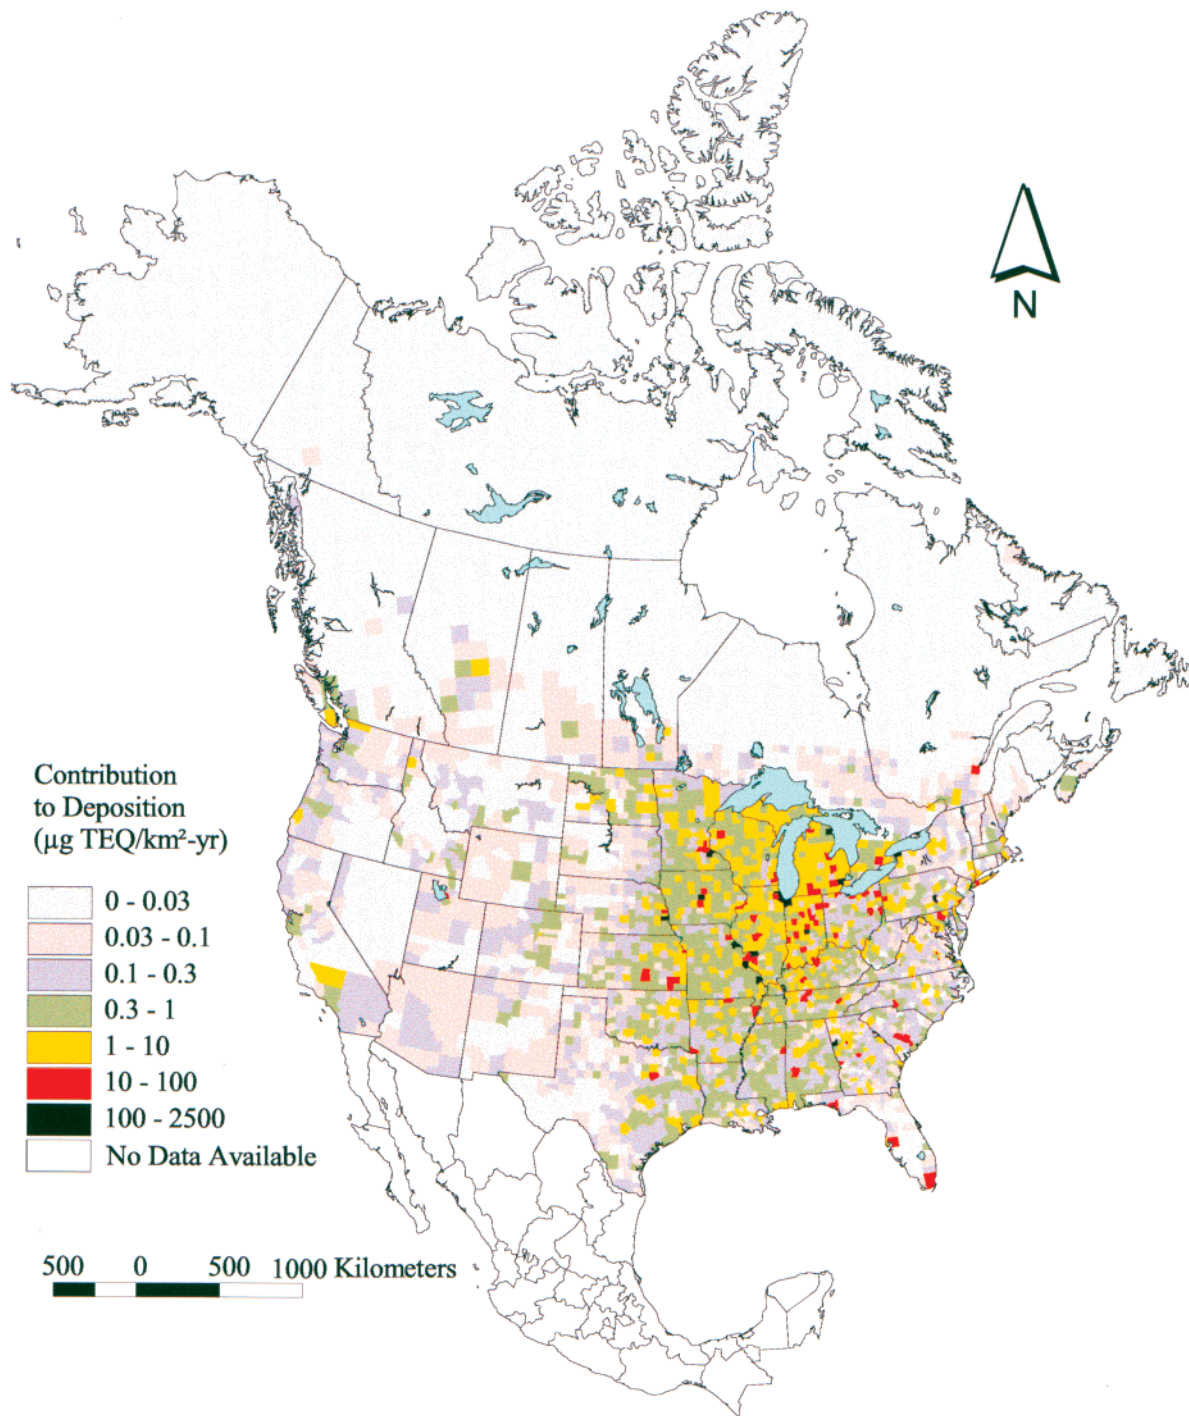 N
Contribution
to Deposition
(µg TEQ/km²-yr)
0 - 0.03
0.03 - 0.1
0.1 - 0.3
0.3 - 1
1 - 10
10 - 100
100 - 2500
No Data Available
500 0 500 1000 Kilometers